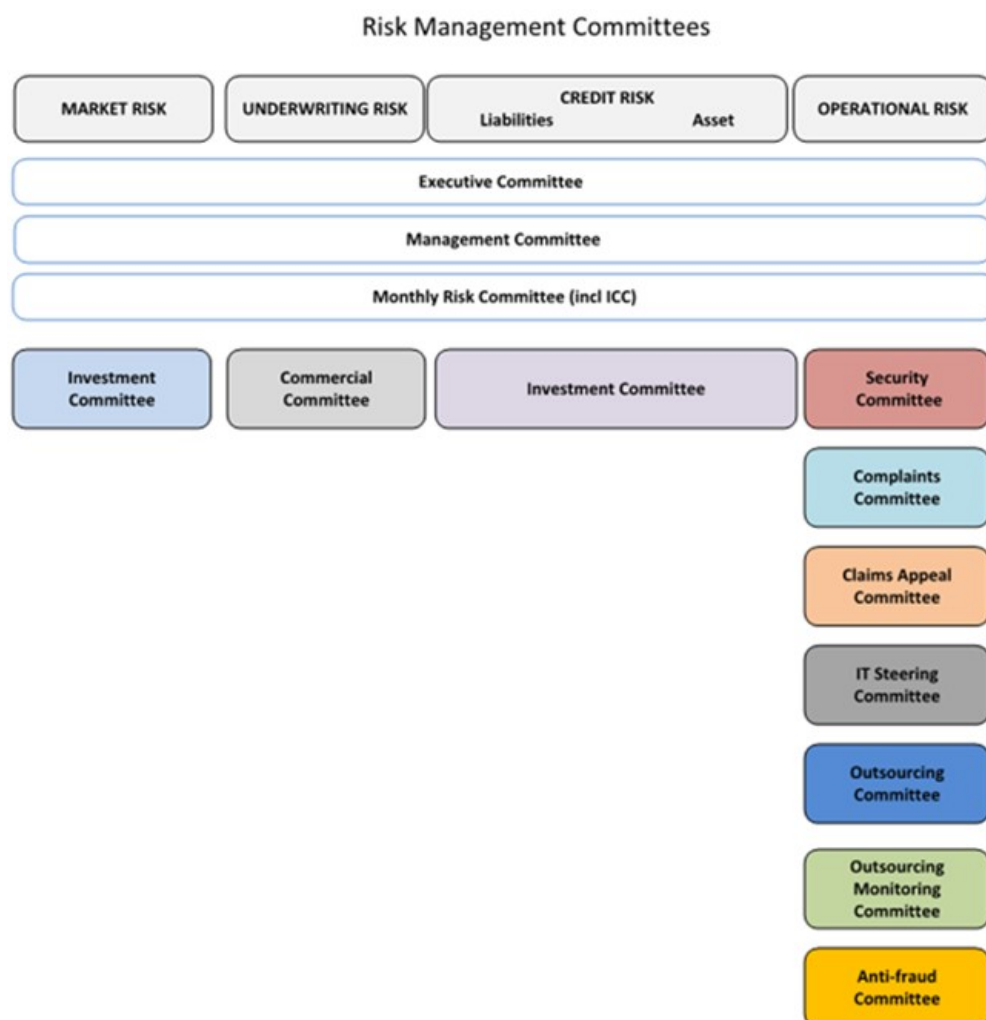 Risk Management Committees
MARKET RISK
UNDERWRITING RISK
CREDIT RISK
Liabilities Asset
OPERATIONAL RISK
Executive Committee
Management Committee
Monthly Risk Committee (incl ICC)
Investment
Committee
Commercial
Committee
Investment Committee
Security
Committee
Complaints
Committee
Claims Appeal
Committee
IT Steering
Committee
Outsourcing
Committee
Outsourcing
Monitoring
Committee
Anti-fraud
Committee